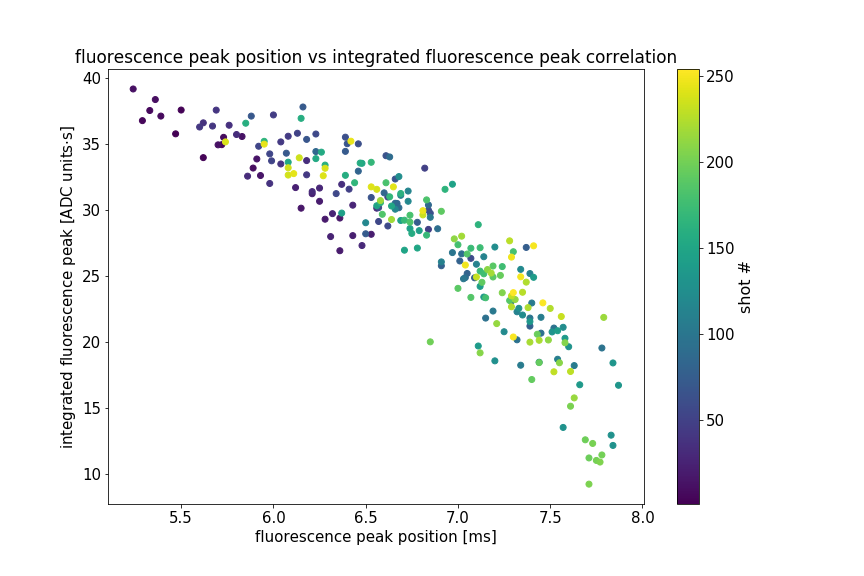 fluorescence peak position vs integrated fluorescence peak correlation
integrated fluorescence peak [ADC units·s]
40
35
30
25
20
15
10
5.5 6.0 6.5 7.0 7.5 8.0
fluorescence peak position [ms]
250
200
150
100
50
shot #